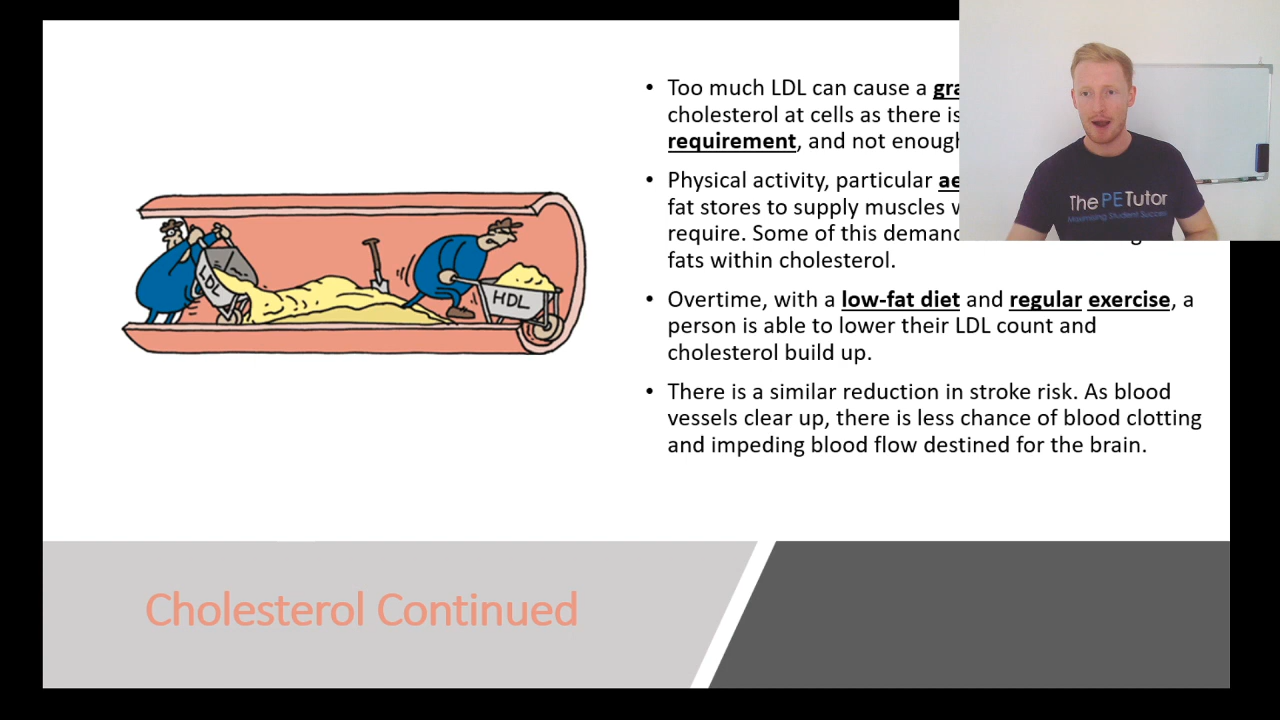 Too much LDL can cause a
cholesterol at cells as there is
requirement, and not enough
Physical activity, particular
fat stores to supply muscles
require. Some of this demand
fats within cholesterol.
Overtime, with a low-fat diet and regular exercise, a
person is able to lower their LDL count and
cholesterol build up.
There is a similar reduction in stroke risk. As blood
vessels clear up, there is less chance of blood clotting
and impeding blood flow destined for the brain.
The PE Tutor
Maximising Student Success
LDL
HDL
Cholesterol Continued